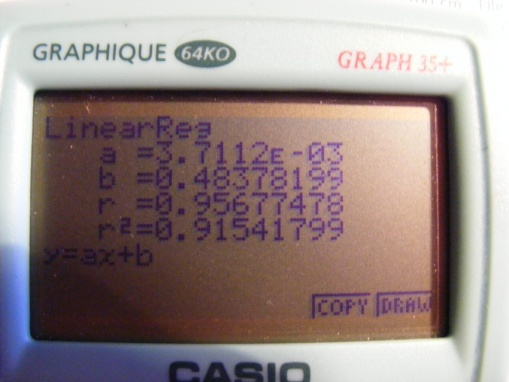 GRAPHIQUE 64KO GRAPH 35+
LinearReg
a =3.7112E-03
b =0.48378199
r =0.95677478
r²=0.91541799
y=ax+b
COPY DRAW
CASIO